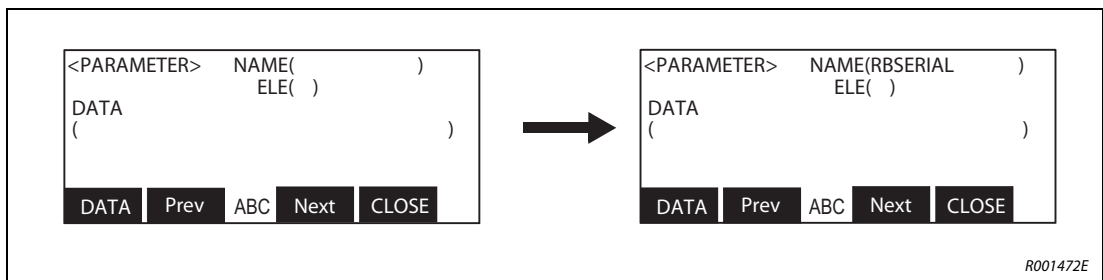 <PARAMETER> NAME( )
ELE( )
DATA
( )
DATA Prev ABC Next CLOSE
<PARAMETER> NAME(RBSERIAL )
ELE( )
DATA
( )
DATA Prev ABC Next CLOSE
R001472E